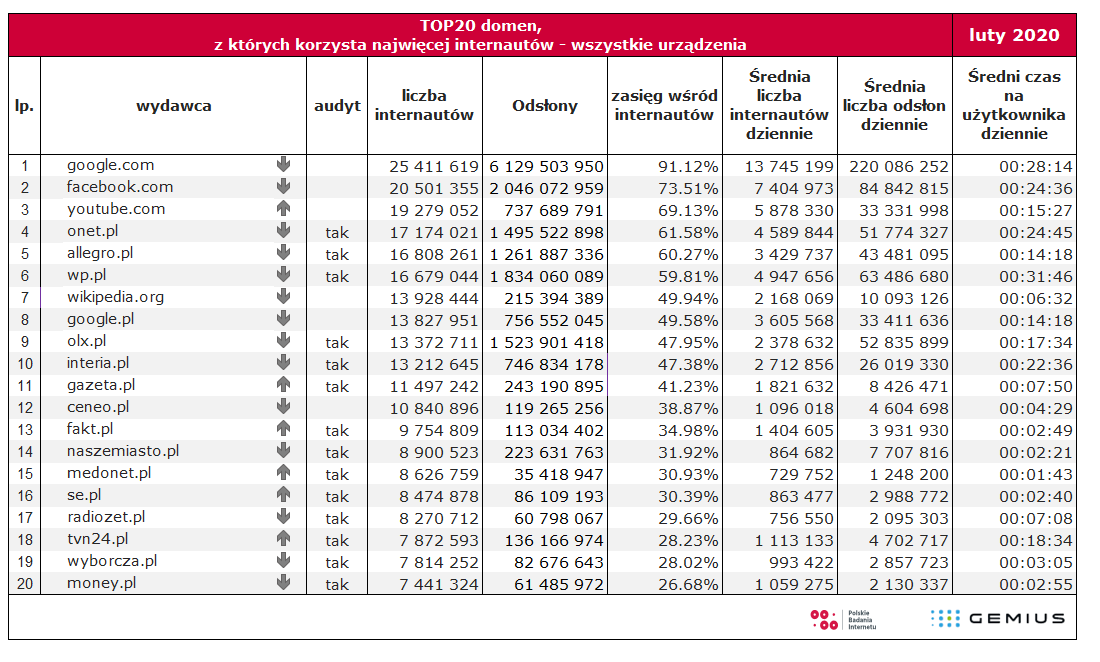 TOP20 domen,
z których korzysta najwięcej internautów - wszystkie urządzenia
luty 2020
lp. wydawca audyt liczba internautów Odsłony zasięg wśród internautów Średnia liczba internautów dziennie Średnia liczba odsłon dziennie Średni czas na użytkownika dziennie
1 google.com 25 411 619 6 129 503 950 91.12% 13 745 199 220 086 252 00:28:14
2 facebook.com 20 501 355 2 046 072 959 73.51% 7 404 973 84 842 815 00:24:36
3 youtube.com 19 279 052 737 689 791 69.13% 5 878 330 33 331 998 00:15:27
4 onet.pl tak 17 174 021 1 495 522 898 61.58% 4 589 844 51 774 327 00:24:45
5 allegro.pl tak 16 808 261 1 261 887 336 60.27% 3 429 737 43 481 095 00:14:18
6 wp.pl tak 16 679 044 1 834 060 089 59.81% 4 947 656 63 486 680 00:31:46
7 wikipedia.org 13 928 444 215 394 389 49.94% 2 168 069 10 093 126 00:06:32
8 google.pl 13 827 951 756 552 045 49.58% 3 605 568 33 411 636 00:14:18
9 olx.pl tak 13 372 711 1 523 901 418 47.95% 2 378 632 52 835 899 00:17:34
10 interia.pl tak 13 212 645 746 834 178 47.38% 2 712 856 26 019 330 00:22:36
11 gazeta.pl tak 11 497 242 243 190 895 41.23% 1 821 632 8 426 471 00:07:50
12 ceneo.pl 10 840 896 119 265 256 38.87% 1 096 018 4 604 698 00:04:29
13 fakt.pl tak 9 754 809 113 034 402 34.98% 1 404 605 3 931 930 00:02:49
14 naszemiasto.pl tak 8 900 523 223 631 763 31.92% 864 682 7 707 816 00:02:21
15 medonet.pl tak 8 626 759 35 418 947 30.93% 729 752 1 248 200 00:01:43
16 se.pl tak 8 474 878 86 109 193 30.39% 863 477 2 988 772 00:02:40
17 radiozet.pl tak 8 270 712 60 798 067 29.66% 756 550 2 095 303 00:07:08
18 tvn24.pl tak 7 872 593 136 166 974 28.23% 1 113 133 4 702 717 00:18:34
19 wyborcza.pl tak 7 814 252 82 676 643 28.02% 993 422 2 857 723 00:03:05
20 money.pl tak 7 441 324 61 485 972 26.68% 1 059 275 2 130 337 00:02:55
Polskie
Badania
Internetu
GEMIUS